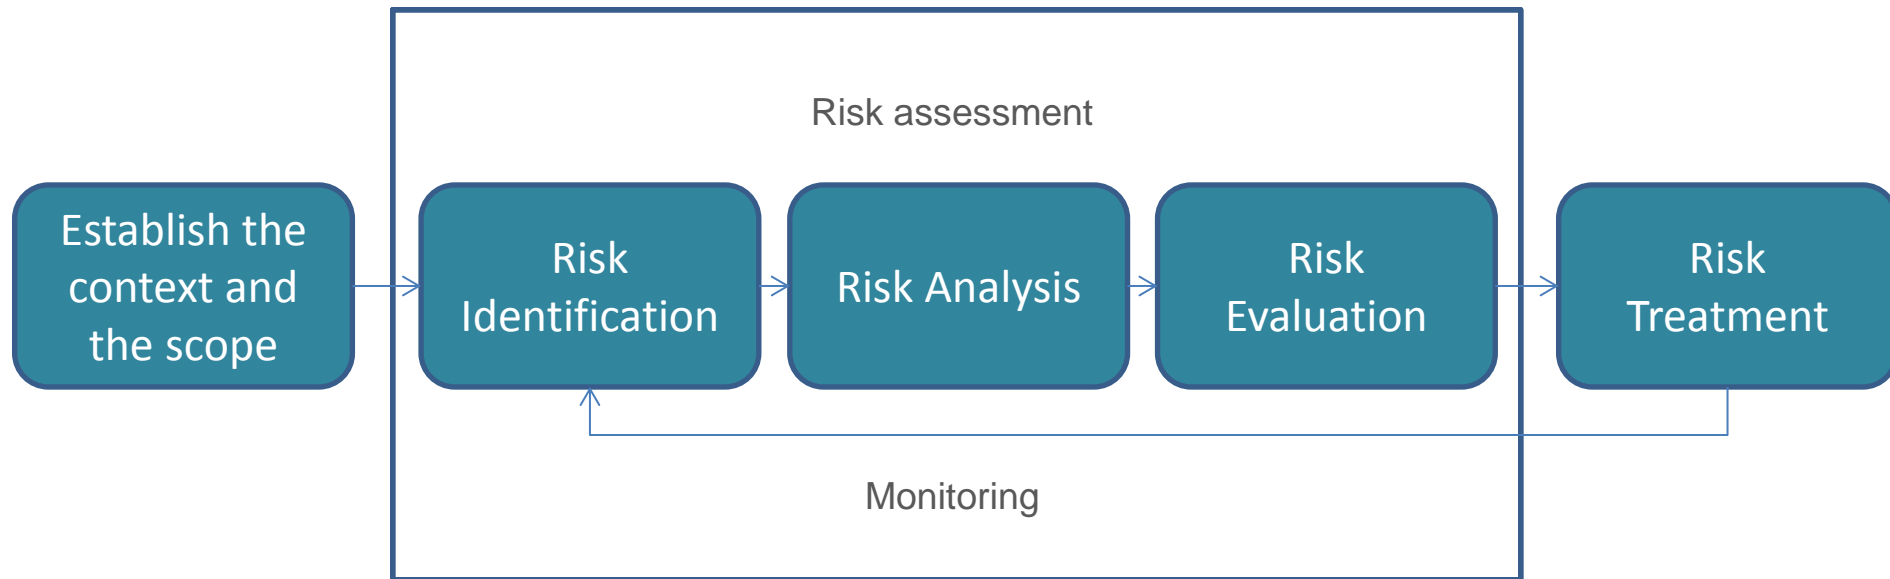 Risk assessment
Establish the
context and
the scope
Risk
Identification
Risk Analysis
Risk
Evaluation
Risk
Treatment
Monitoring